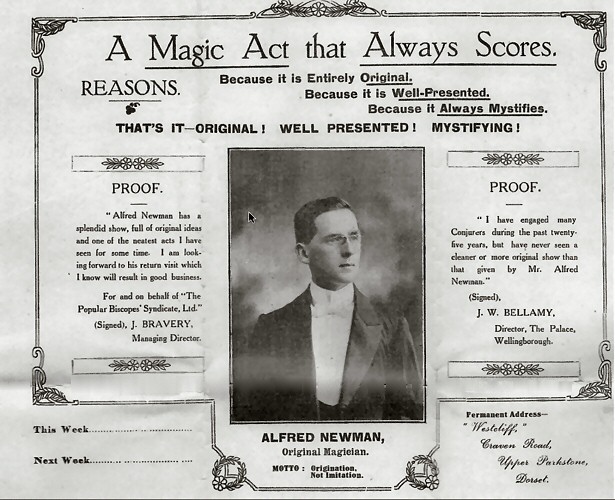 A Magic Act that Always Scores.
REASONS.
Because it is Entirely Original.
Because it is Well-Presented.
Because it Always Mystifies.
THAT'S IT—ORIGINAL! WELL PRESENTED! MYSTIFYING!
PROOF.
"Alfred Newman has a
splendid show, full of original ideas
and one of the neatest acts I have
seen for some time. I am look-
ing forward to his return visit which
I know will result in good business.
For and on behalf of "The
Popular Biscopes' Syndicate, Ltd."
(Signed), J. BRAVERY,
Managing Director.
PROOF.
"I have engaged many
Conjurers during the past twenty-
five years, but have never seen a
cleaner or more original show than
that given by Mr. Alfred
Newman."
(Signed),
J. W. BELLAMY,
Director, The Palace,
Wellingborough.
This Week
Next Week
ALFRED NEWMAN,
Original Magician.
MOTTO: Origination,
Not Imitation.
Permanent Address—
"Westcliff,"
Craven Road,
Upper Parkstone,
Dorset.